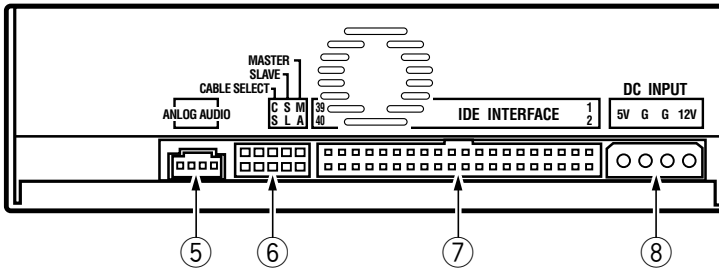 MASTER
SLAVE
CABLE SELECT
DC INPUT
ANLOG AUDIO
C S M
S L A
39
40
IDE INTERFACE
1
2
5V G G 12V
5 6 7 8